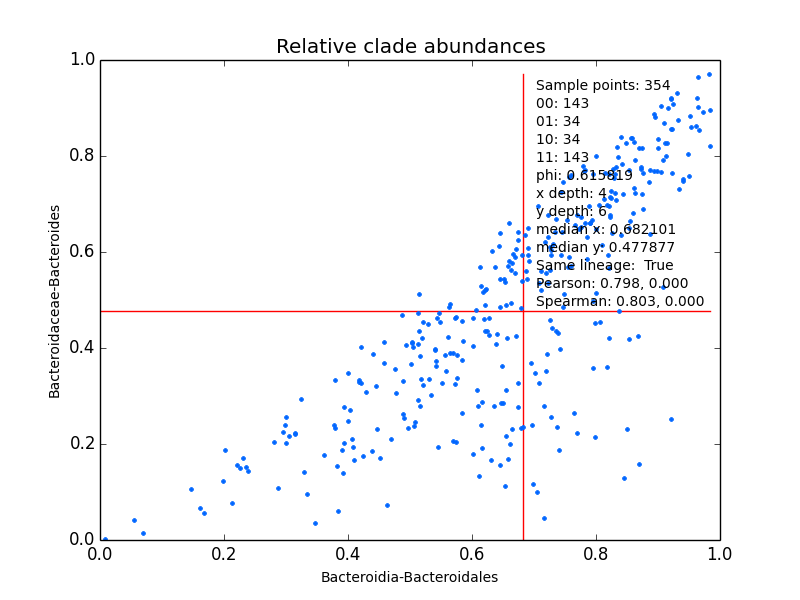 Relative clade abundances
1.0
0.8
0.6
0.4
0.2
0.0
Bacteroidaceae-Bacteroides
Sample points: 354
00: 143
01: 34
10: 34
11: 143
phi: 0.615819
x depth: 4
y depth: 6
median x: 0.682101
median y: 0.477877
Same lineage:  True
Pearson: 0.798, 0.000
Spearman: 0.803, 0.000
0.0 0.2 0.4 0.6 0.8 1.0
Bacteroidia-Bacteroidales